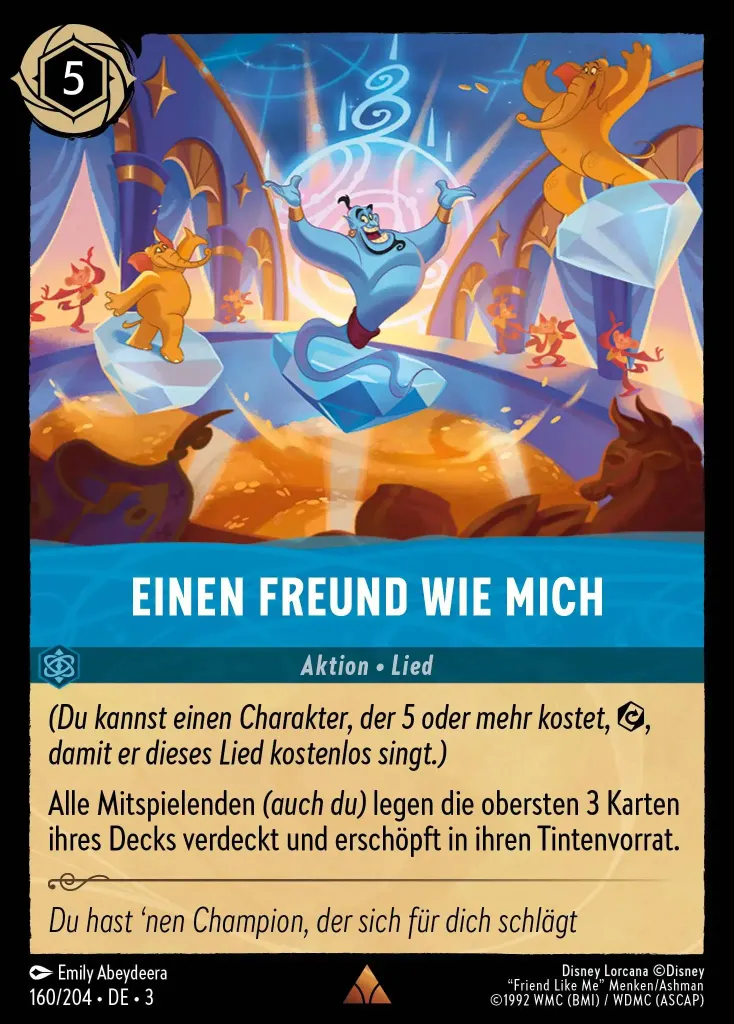 5
EINEN FREUND WIE MICH
Aktion • Lied
(Du kannst einen Charakter, der 5 oder mehr kostet, ,
damit er dieses Lied kostenlos singt.)
Alle Mitspielenden (auch du) legen die obersten 3 Karten
ihres Decks verdeckt und erschöpft in ihren Tintenvorrat.
Du hast ‘nen Champion, der sich für dich schlägt
Emily Abeydeera
160/204 • DE • 3
Disney Lorcana ©Disney
“Friend Like Me” Menken/Ashman
©1992 WMC (BMI) / WDMC (ASCAP)